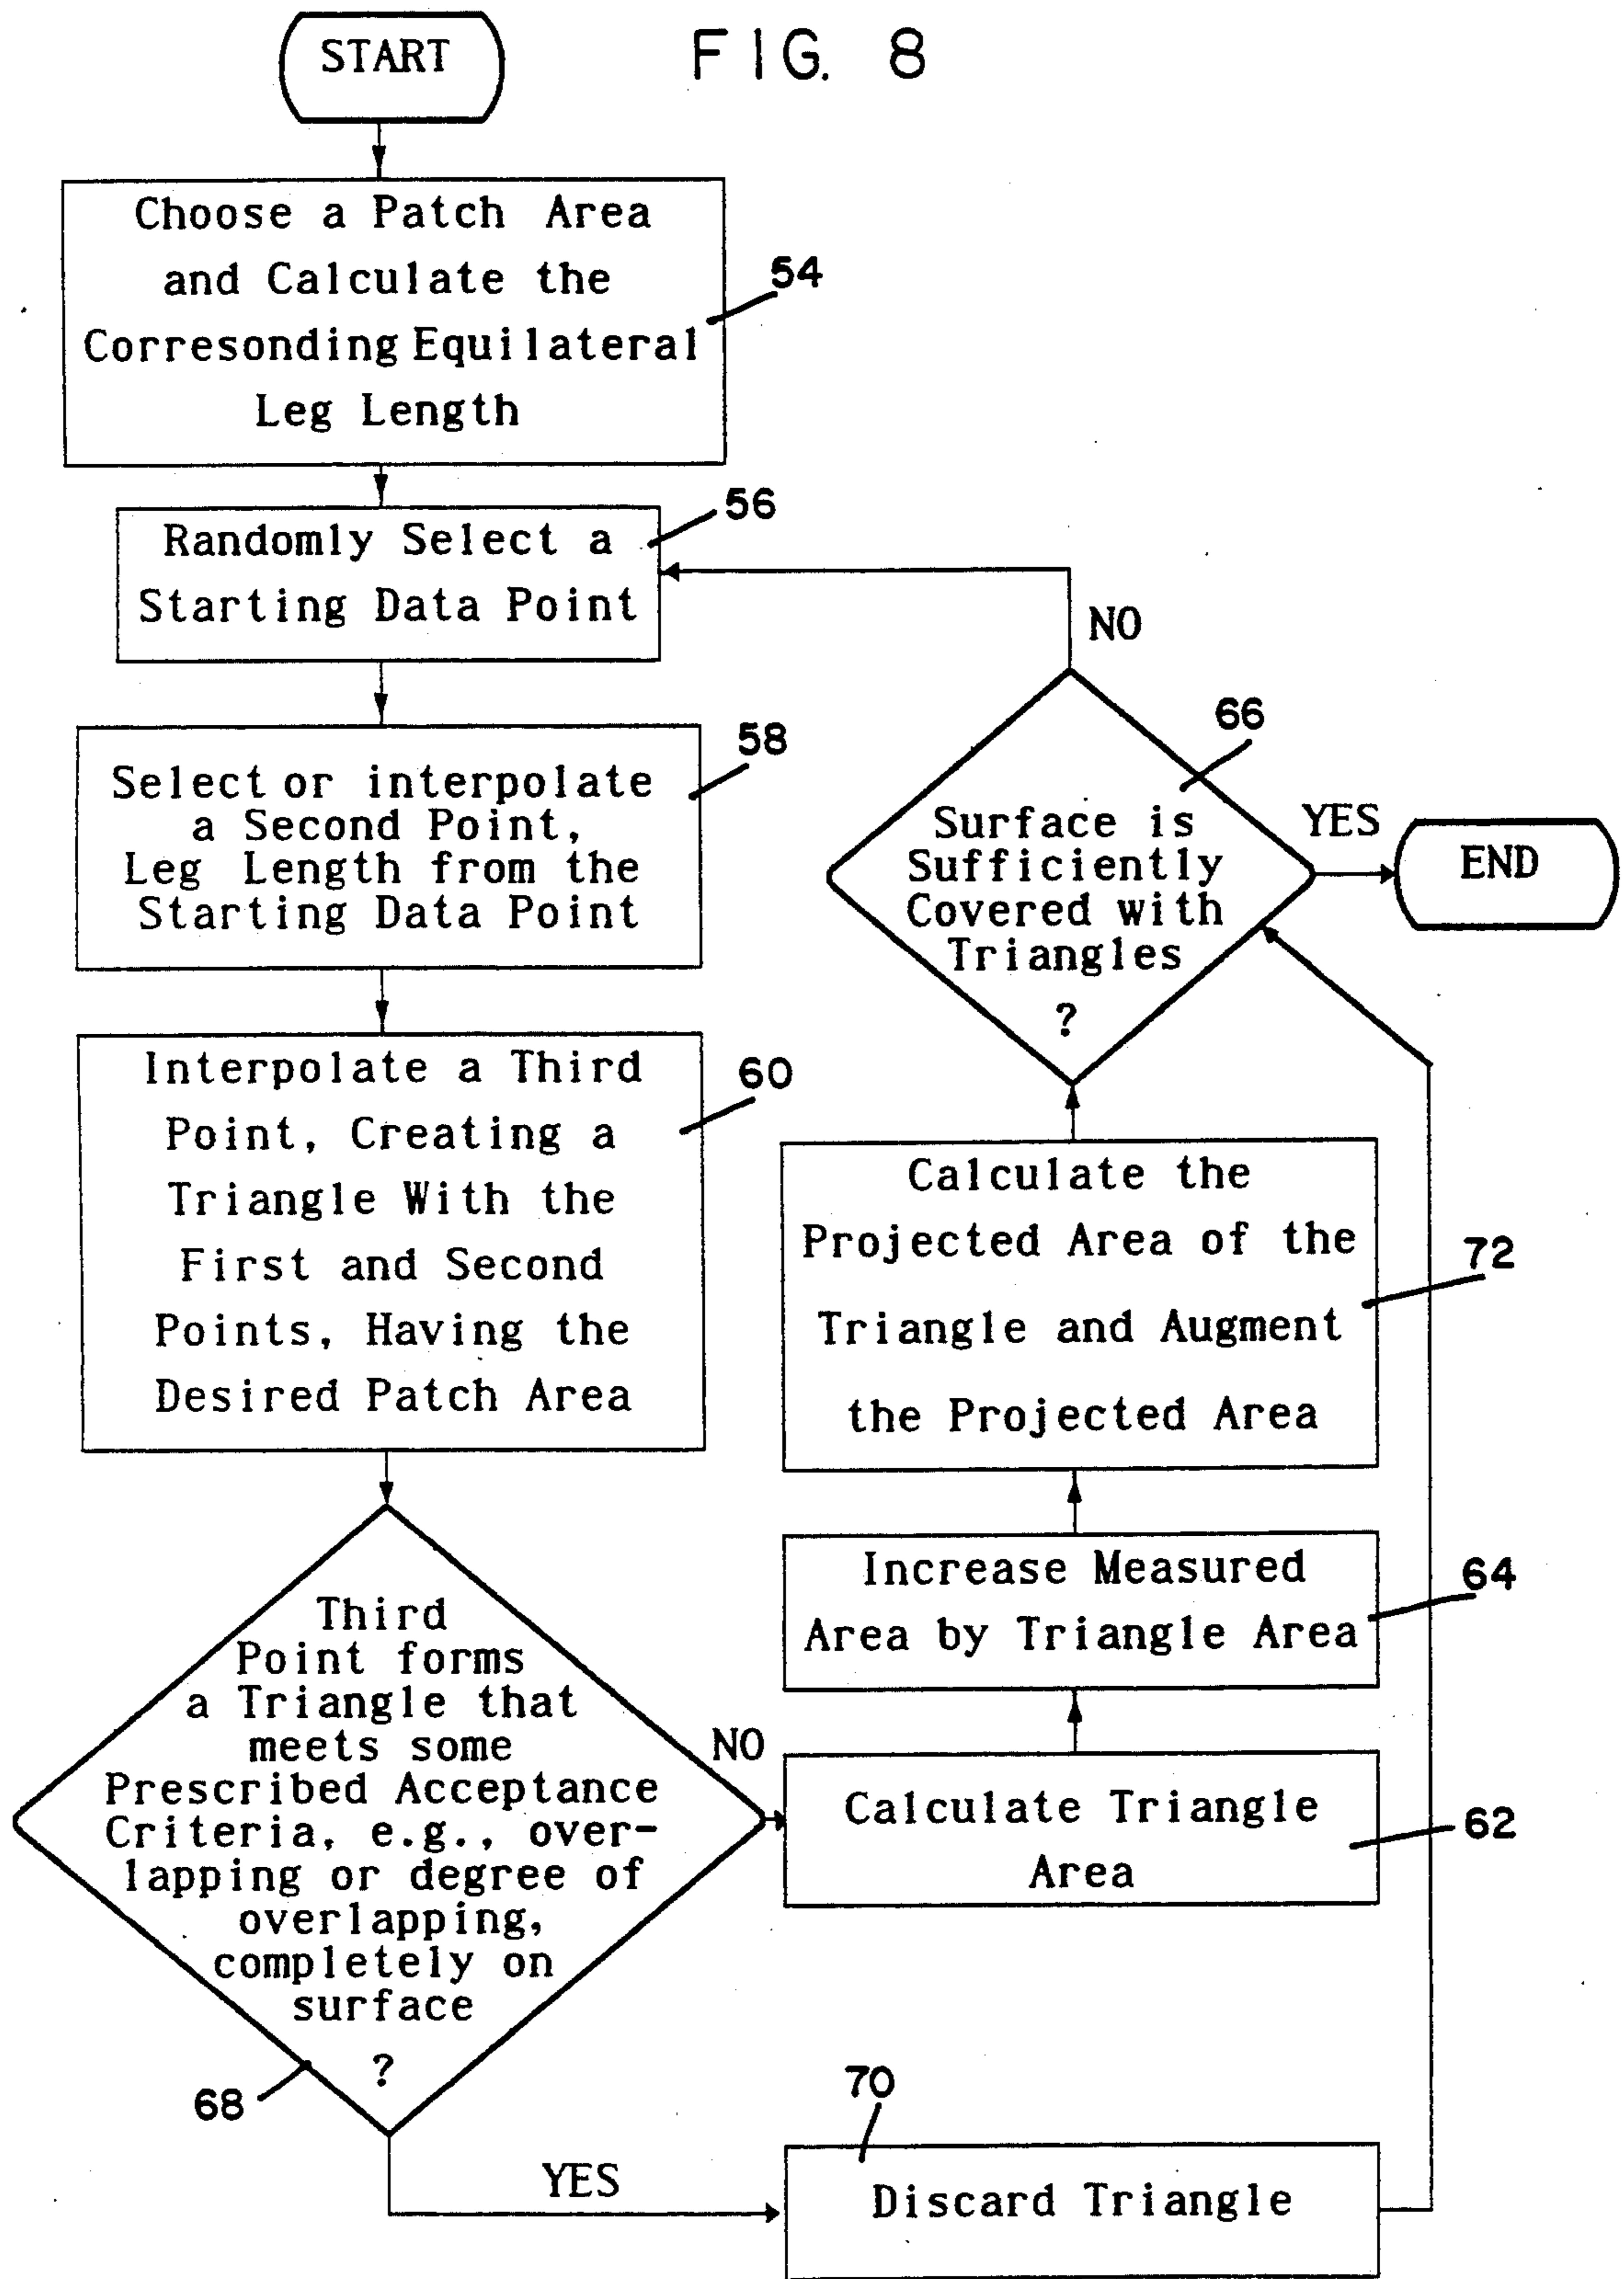 FIG. 8
START
Choose a Patch Area
and Calculate the
Corresonding Equilateral
Leg Length
54
Randomly Select a
Starting Data Point
56
Select or interpolate
a Second Point,
Leg Length from the
Starting Data Point
58
Interpolate a Third
Point, Creating a
Triangle With the
First and Second
Points, Having the
Desired Patch Area
60
Third
Point forms
a Triangle that
meets some
Prescribed Acceptance
Criteria, e.g., over-
lapping or degree of
overlapping,
completely on
surface
?
68
NO
YES
Calculate Triangle
Area
62
Increase Measured
Area by Triangle Area
64
Calculate the
Projected Area of the
Triangle and Augment
the Projected Area
72
Surface is
Sufficiently
Covered with
Triangles
?
66
NO
YES
END
70
Discard Triangle